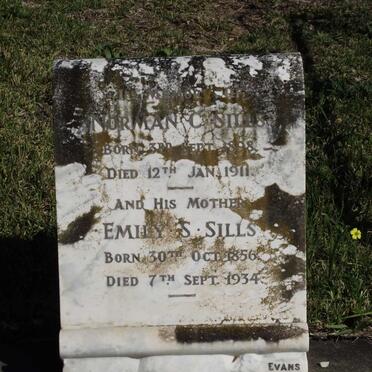 NORMAN C. SILLS
BORN 3RD SEPT.
DIED 12TH JAN. 1911.
AND HIS MOTHER
EMILY S. SILLS
BORN 30TH OCT. 1856
DIED 7TH SEPT. 1934.
EVANS